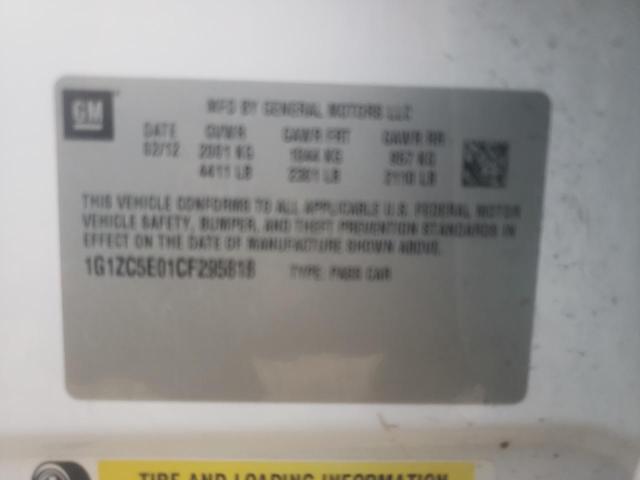 GM
MFD BY GENERAL MOTORS LLC
DATE GVWR GAWR FRT GAWR RR
02/12 2001 KG 1044 KG 957 KG
4411 LB 2301 LB 2110 LB
THIS VEHICLE CONFORMS TO ALL APPLICABLE U.S. FEDERAL MOTOR
VEHICLE SAFETY, BUMPER, AND THEFT PREVENTION STANDARDS IN
EFFECT ON THE DATE OF MANUFACTURE SHOWN ABOVE.
1G1ZC5E01CF295818 TYPE: PASS CAR
TIRE AND LOADING INFORMATION